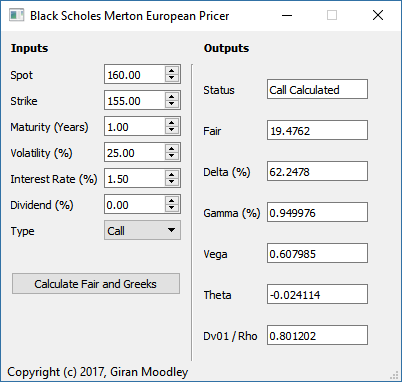 Black Scholes Merton European Pricer
Inputs
Outputs
Spot 160.00
Strike 155.00
Maturity (Years) 1.00
Volatility (%) 25.00
Interest Rate (%) 1.50
Dividend (%) 0.00
Type Call
Calculate Fair and Greeks
Status Call Calculated
Fair 19.4762
Delta (%) 62.2478
Gamma (%) 0.949976
Vega 0.607985
Theta -0.024114
Dv01 / Rho 0.801202
Copyright (c) 2017, Giran Moodley